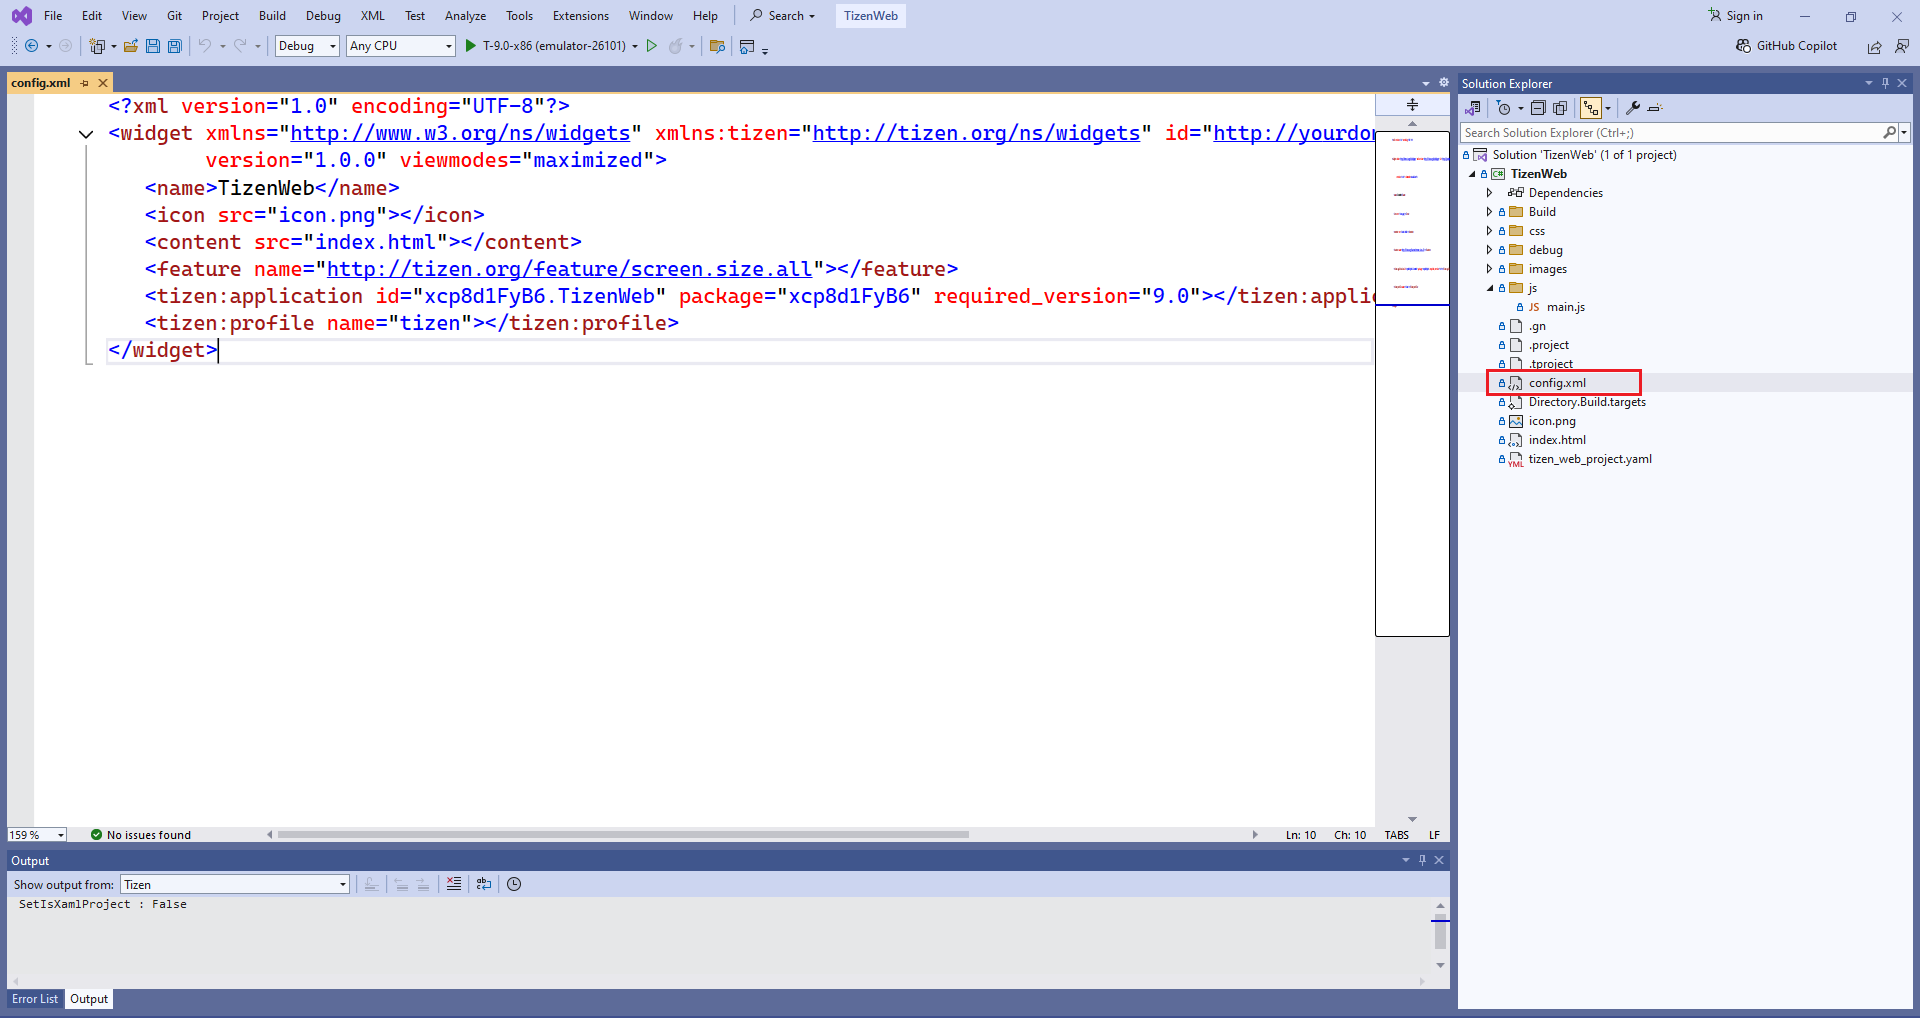 File Edit View Git Project Build Debug XML Test Analyze Tools Extensions Window Help Search TizenWeb Sign in
Debug Any CPU T-9.0-x86 (emulator-26101) GitHub Copilot
config.xml
<?xml version="1.0" encoding="UTF-8"?>
<widget xmlns="http://www.w3.org/ns/widgets" xmlns:tizen="http://tizen.org/ns/widgets" id="http://yourdo
version="1.0.0" viewmodes="maximized">
<name>TizenWeb</name>
<icon src="icon.png"></icon>
<content src="index.html"></content>
<feature name="http://tizen.org/feature/screen.size.all"></feature>
<tizen:application id="xcp8d1FyB6.TizenWeb" package="xcp8d1FyB6" required_version="9.0"></tizen:applic
<tizen:profile name="tizen"></tizen:profile>
</widget>
159 % No issues found Ln: 10 Ch: 10 TABS LF
Output
Show output from: Tizen
SetIsXamlProject : False
Error List Output
Solution Explorer
Search Solution Explorer (Ctrl+;)
Solution 'TizenWeb' (1 of 1 project)
C# TizenWeb
Dependencies
Build
css
debug
images
js
JS main.js
.gn
.project
.tproject
config.xml
Directory.Build.targets
icon.png
index.html
YML tizen_web_project.yaml